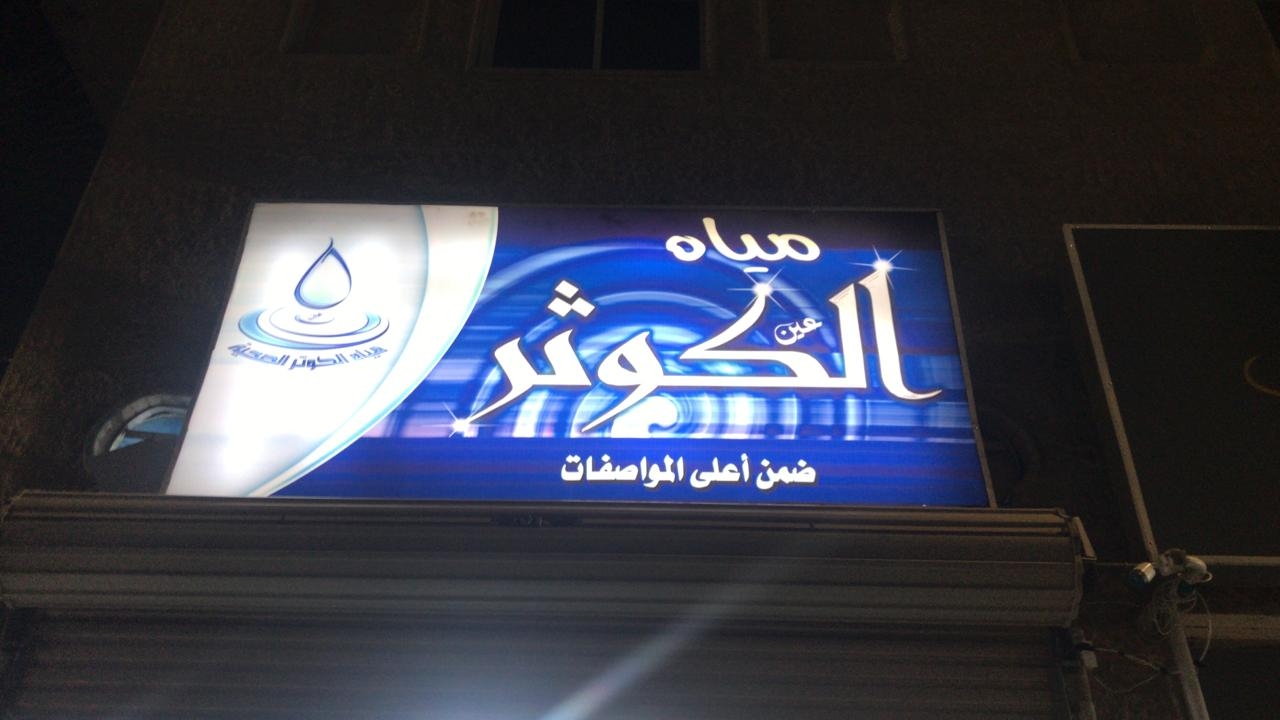 مياه
عين الكوثر
ضمن أعلى المواصفات
مياه الكوثر الصحية